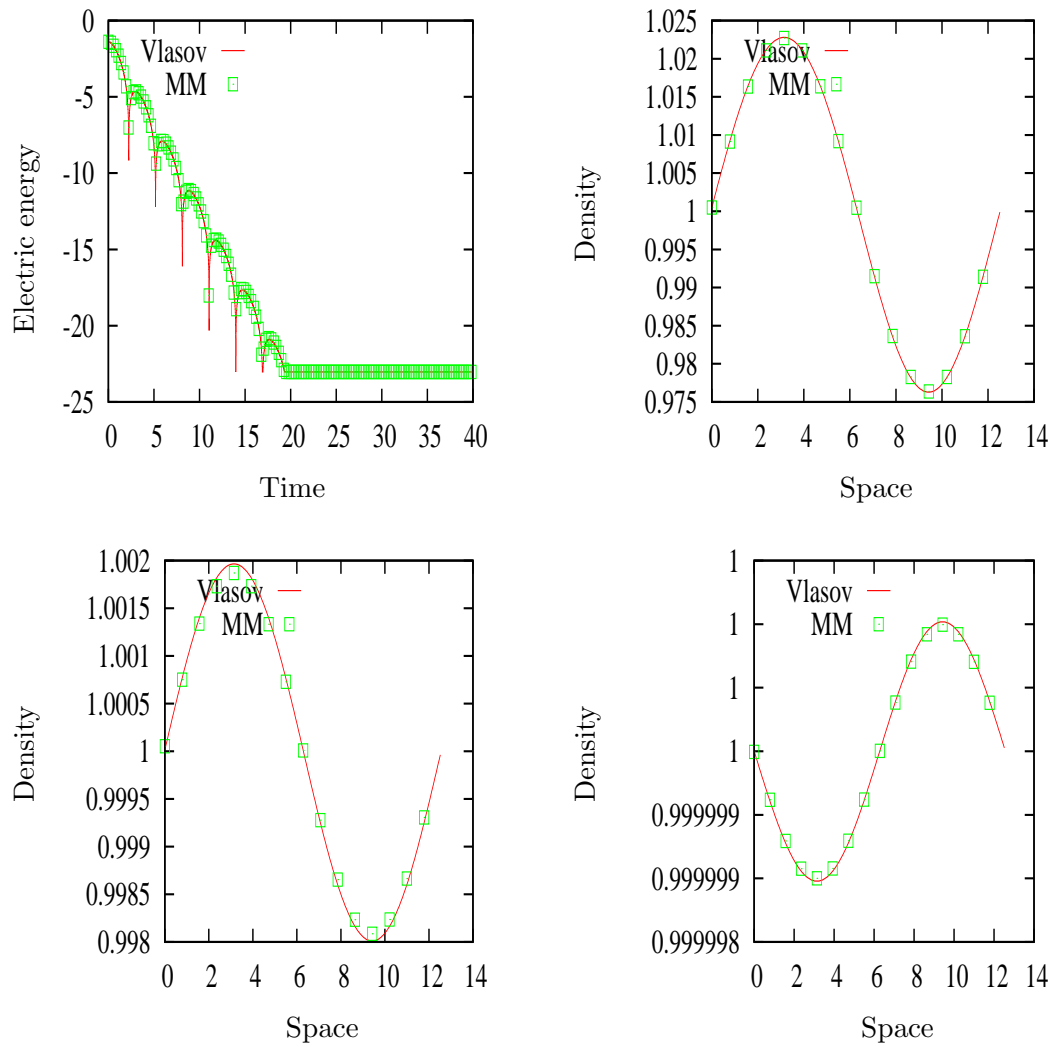 0
-5
-10
-15
-20
-25
0 5 10 15 20 25 30 35 40
Electric energy
Time
Vlasov
MM
1.025
1.02
1.015
1.01
1.005
1
0.995
0.99
0.985
0.98
0.975
0 2 4 6 8 10 12 14
Density
Space
Vlasov
MM
1.002
1.0015
1.001
1.0005
1
0.9995
0.999
0.9985
0.998
0 2 4 6 8 10 12 14
Density
Space
Vlasov
MM
1
1
1
1
0.999999
0.999999
0.999998
0 2 4 6 8 10 12 14
Density
Space
Vlasov
MM